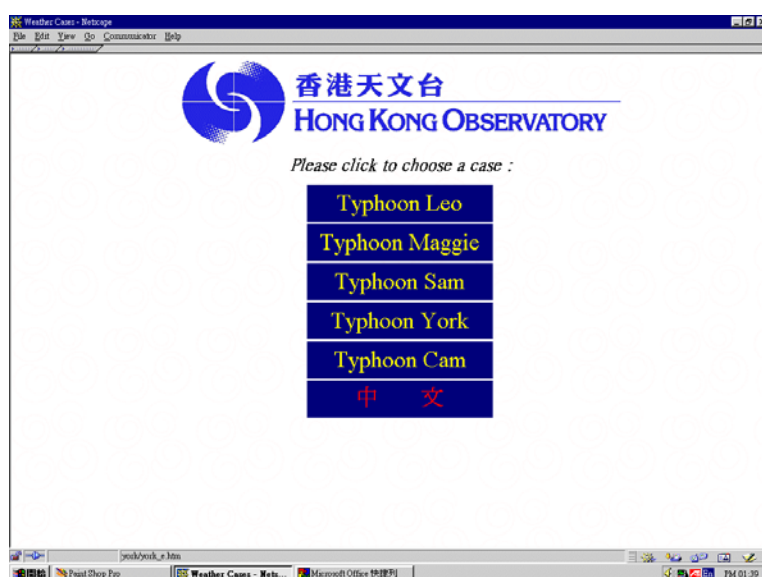 Weather Cases - Netscape
File Edit View Go Communicator Help
香港天文台
HONG KONG OBSERVATORY
Please click to choose a case :
Typhoon Leo
Typhoon Maggie
Typhoon Sam
Typhoon York
Typhoon Cam
中 文
york/york_e.htm
開始 Paint Shop Pro Weather Cases - Nets... Microsoft Office 快捷列 En PM 01:39